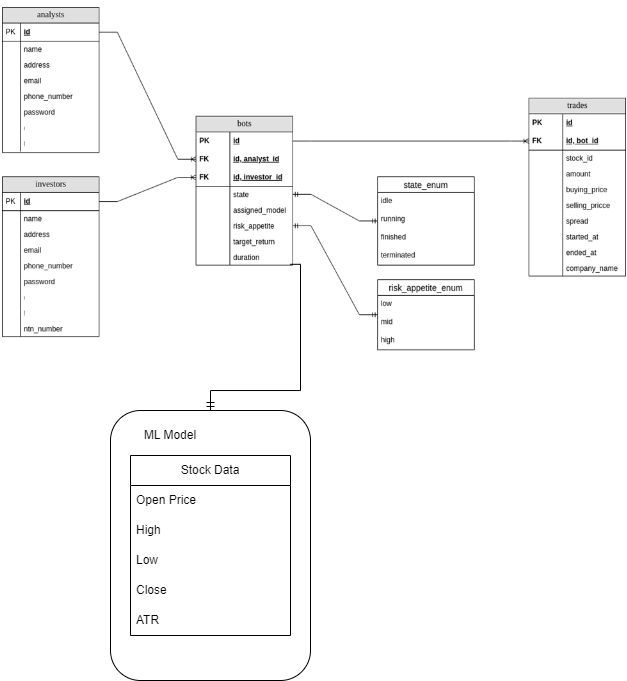 analysts
PK id
name
address
email
phone_number
password
investors
PK id
name
address
email
phone_number
password
ntn_number
bots
PK id
FK id, analyst_id
FK id, investor_id
state
assigned_model
risk_appetite
target_return
duration
state_enum
idle
running
finished
terminated
risk_appetite_enum
low
mid
high
trades
PK id
FK id, bot_id
stock_id
amount
buying_price
selling_pricce
spread
started_at
ended_at
company_name
ML Model
Stock Data
Open Price
High
Low
Close
ATR